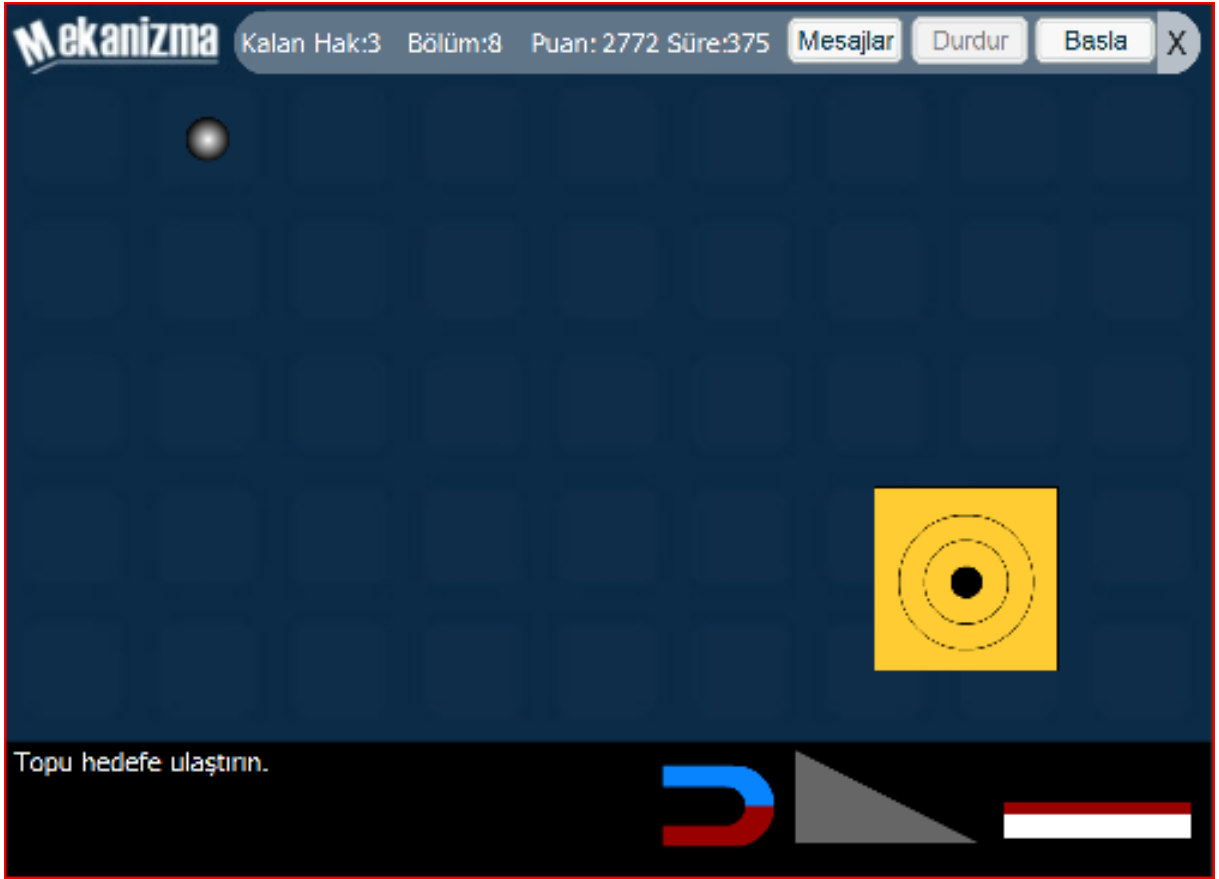 Mekanizma Kalan Hak:3 Bölüm:8 Puan: 2772 Süre:375 Mesajlar Durdur Basla X
Topu hedefe ulaştırın.